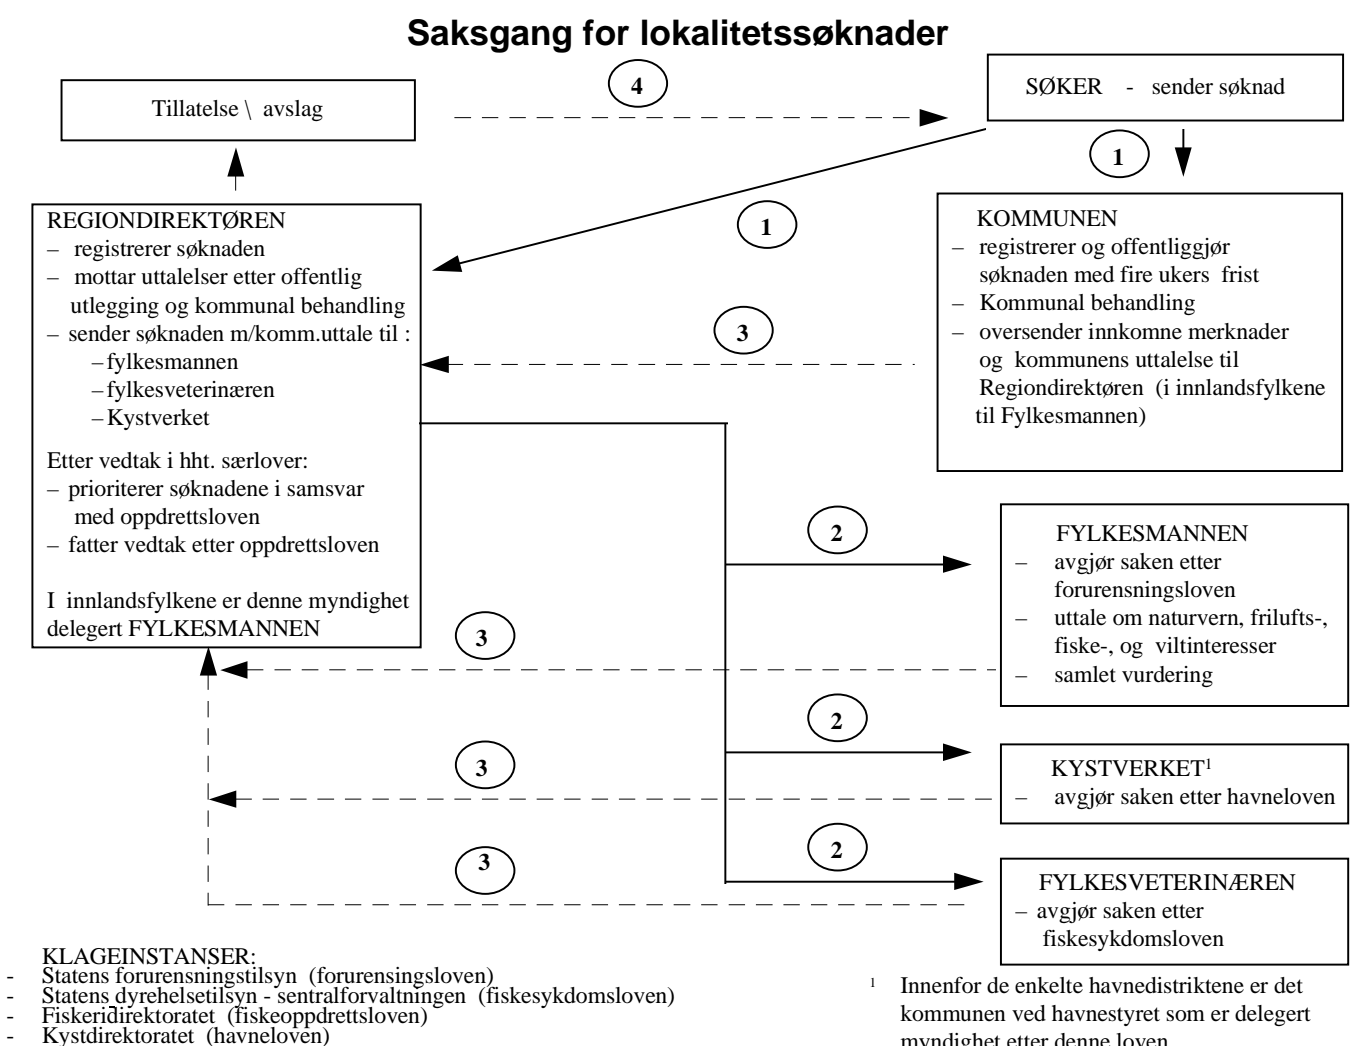 Saksgang for lokalitetssøknader
Tillatelse \ avslag
4
SØKER - sender søknad
1
1
REGIONDIREKTØREN
– registrerer søknaden
– mottar uttalelser etter offentlig
utlegging og kommunal behandling
– sender søknaden m/komm.uttale til :
– fylkesmannen
– fylkesveterinæren
– Kystverket
Etter vedtak i hht. særlover:
– prioriterer søknadene i samsvar
med oppdrettsloven
– fatter vedtak etter oppdrettsloven
I innlandsfylkene er denne myndighet
delegert FYLKESMANNEN
KOMMUNEN
– registrerer og offentliggjør
søknaden med fire ukers frist
– Kommunal behandling
– oversender innkomne merknader
og kommunens uttalelse til
Regiondirektøren (i innlandsfylkene
til Fylkesmannen)
3
2
FYLKESMANNEN
– avgjør saken etter
forurensningsloven
– uttale om naturvern, frilufts-,
fiske-, og viltinteresser
– samlet vurdering
3
2
KYSTVERKET1
– avgjør saken etter havneloven
3
2
FYLKESVETERINÆREN
– avgjør saken etter
fiskesykdomsloven
3
KLAGEINSTANSER:
- Statens forurensningstilsyn (forurensingsloven)
- Statens dyrehelsetilsyn - sentralforvaltningen (fiskesykdomsloven)
- Fiskeridirektoratet (fiskeoppdrettsloven)
- Kystdirektoratet (havneloven)
1 Innenfor de enkelte havnedistriktene er det
kommunen ved havnestyret som er delegert
myndighet etter denne loven